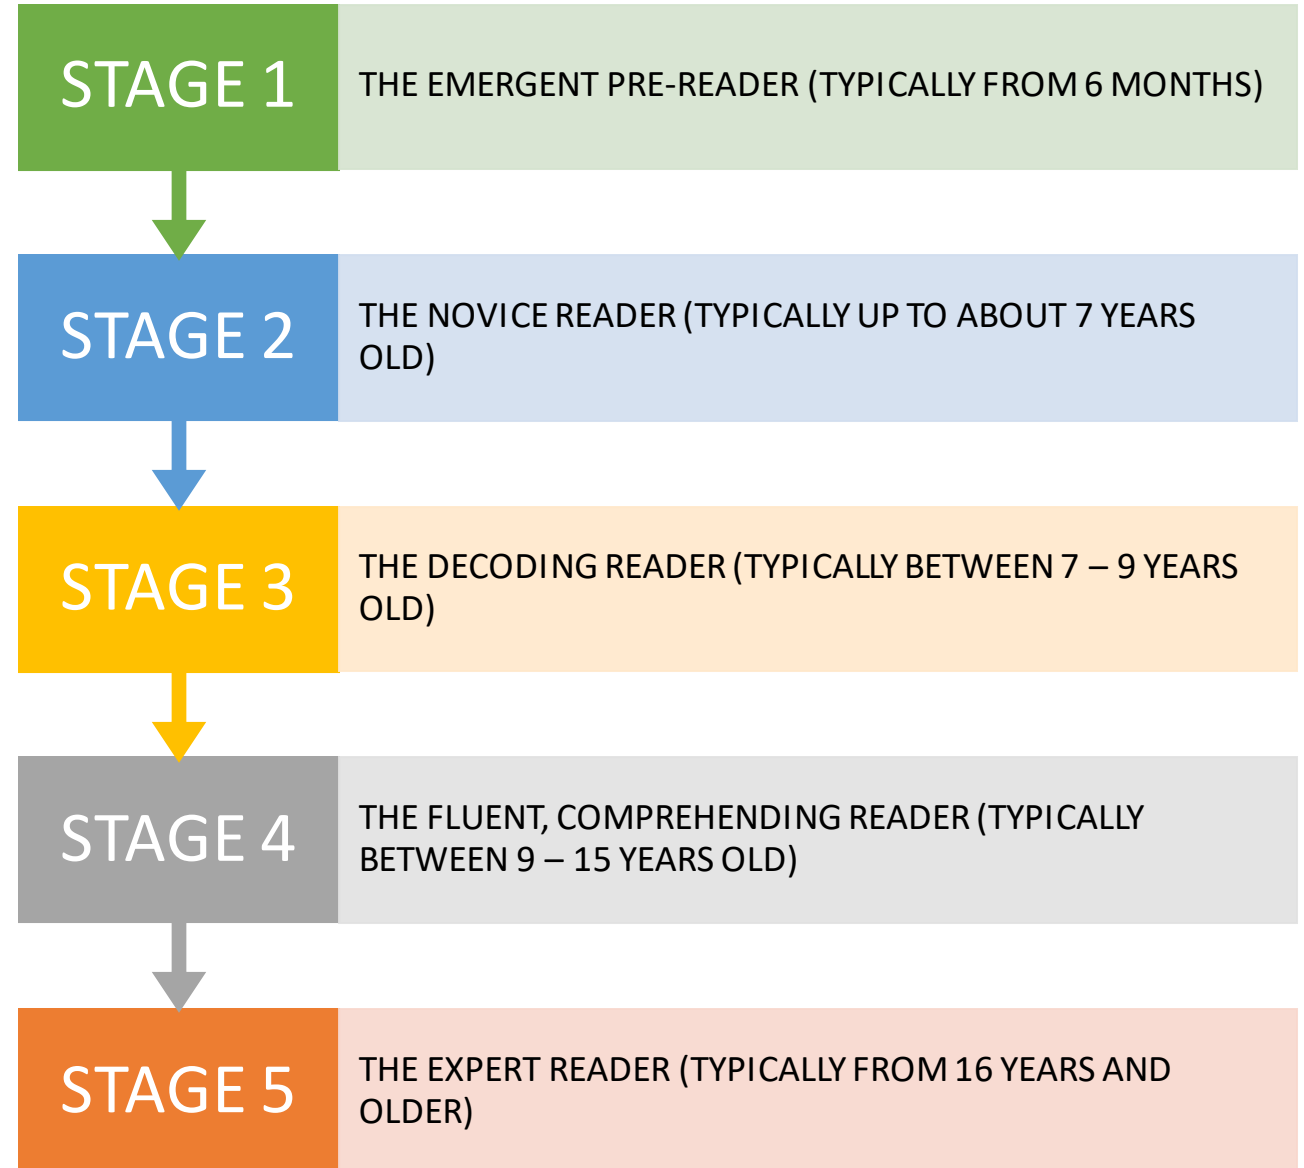 STAGE 1
THE EMERGENT PRE-READER (TYPICALLY FROM 6 MONTHS)
STAGE 2
THE NOVICE READER (TYPICALLY UP TO ABOUT 7 YEARS
OLD)
STAGE 3
THE DECODING READER (TYPICALLY BETWEEN 7 – 9 YEARS
OLD)
STAGE 4
THE FLUENT, COMPREHENDING READER (TYPICALLY
BETWEEN 9 – 15 YEARS OLD)
STAGE 5
THE EXPERT READER (TYPICALLY FROM 16 YEARS AND
OLDER)